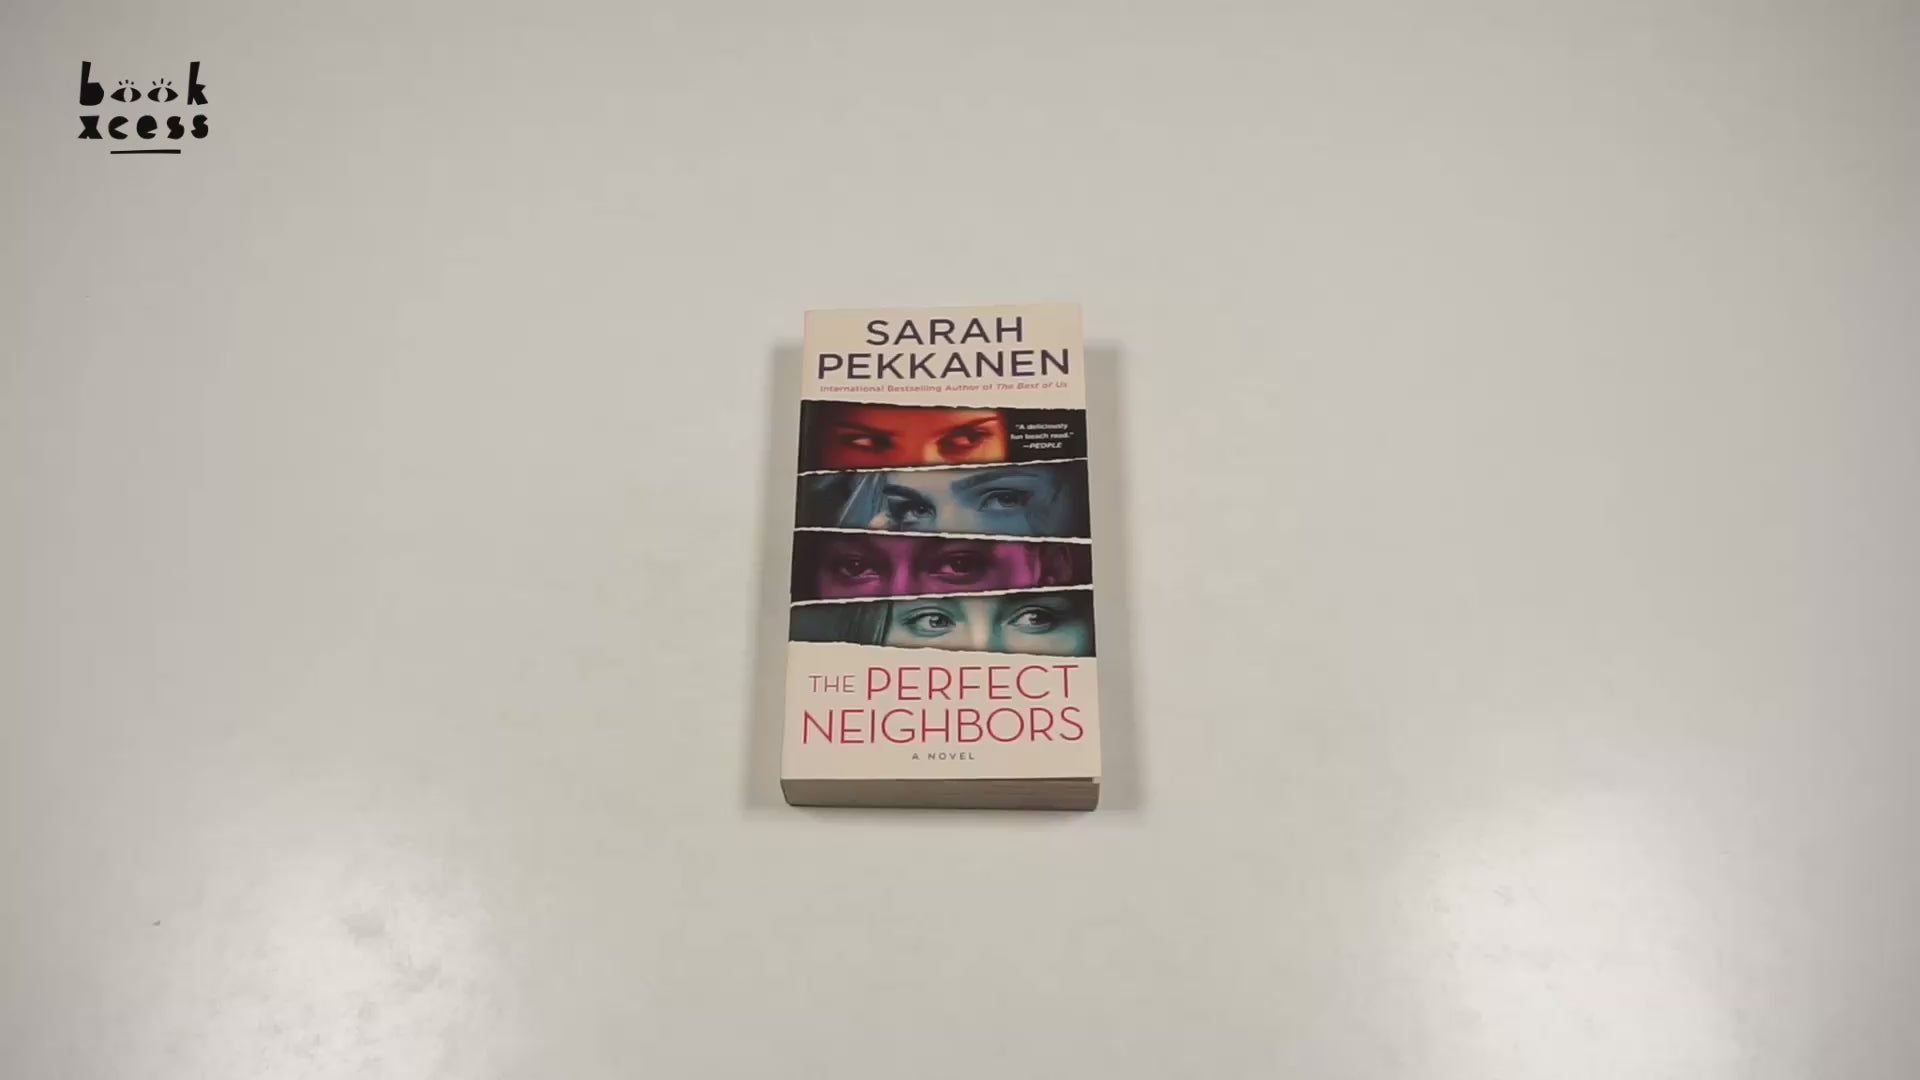 book
xcess
SARAH
PEKKANEN
International Bestselling Author of The Best of Us
"A deliciously
fun beach read."
—PEOPLE
THE PERFECT
NEIGHBORS
A NOVEL